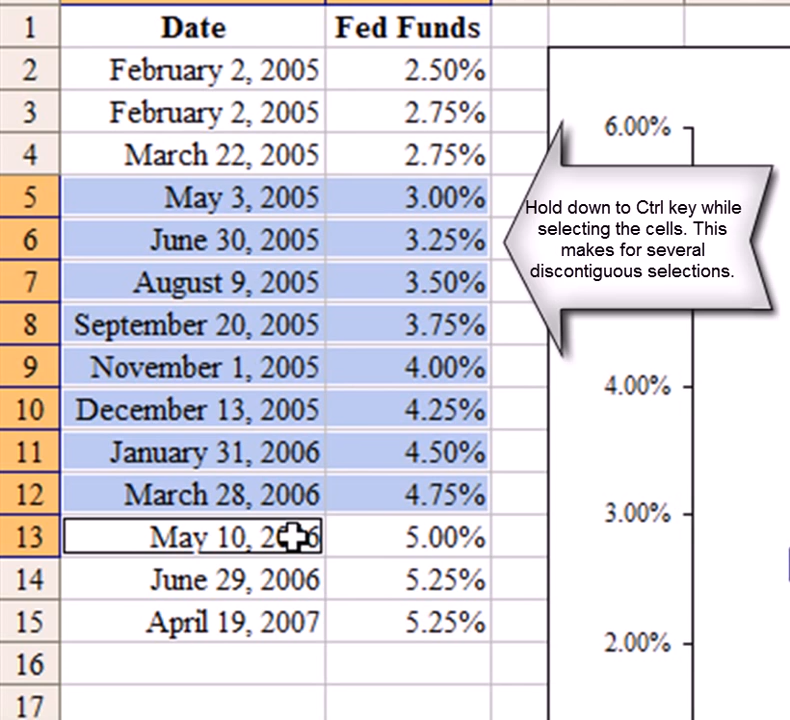 1 Date Fed Funds
2 February 2, 2005 2.50%
3 February 2, 2005 2.75%
4 March 22, 2005 2.75%
5 May 3, 2005 3.00%
6 June 30, 2005 3.25%
7 August 9, 2005 3.50%
8 September 20, 2005 3.75%
9 November 1, 2005 4.00%
10 December 13, 2005 4.25%
11 January 31, 2006 4.50%
12 March 28, 2006 4.75%
13 May 10, 2006 5.00%
14 June 29, 2006 5.25%
15 April 19, 2007 5.25%
16
17
6.00%
Hold down to Ctrl key while
selecting the cells. This
makes for several
discontiguous selections.
4.00%
3.00%
2.00%